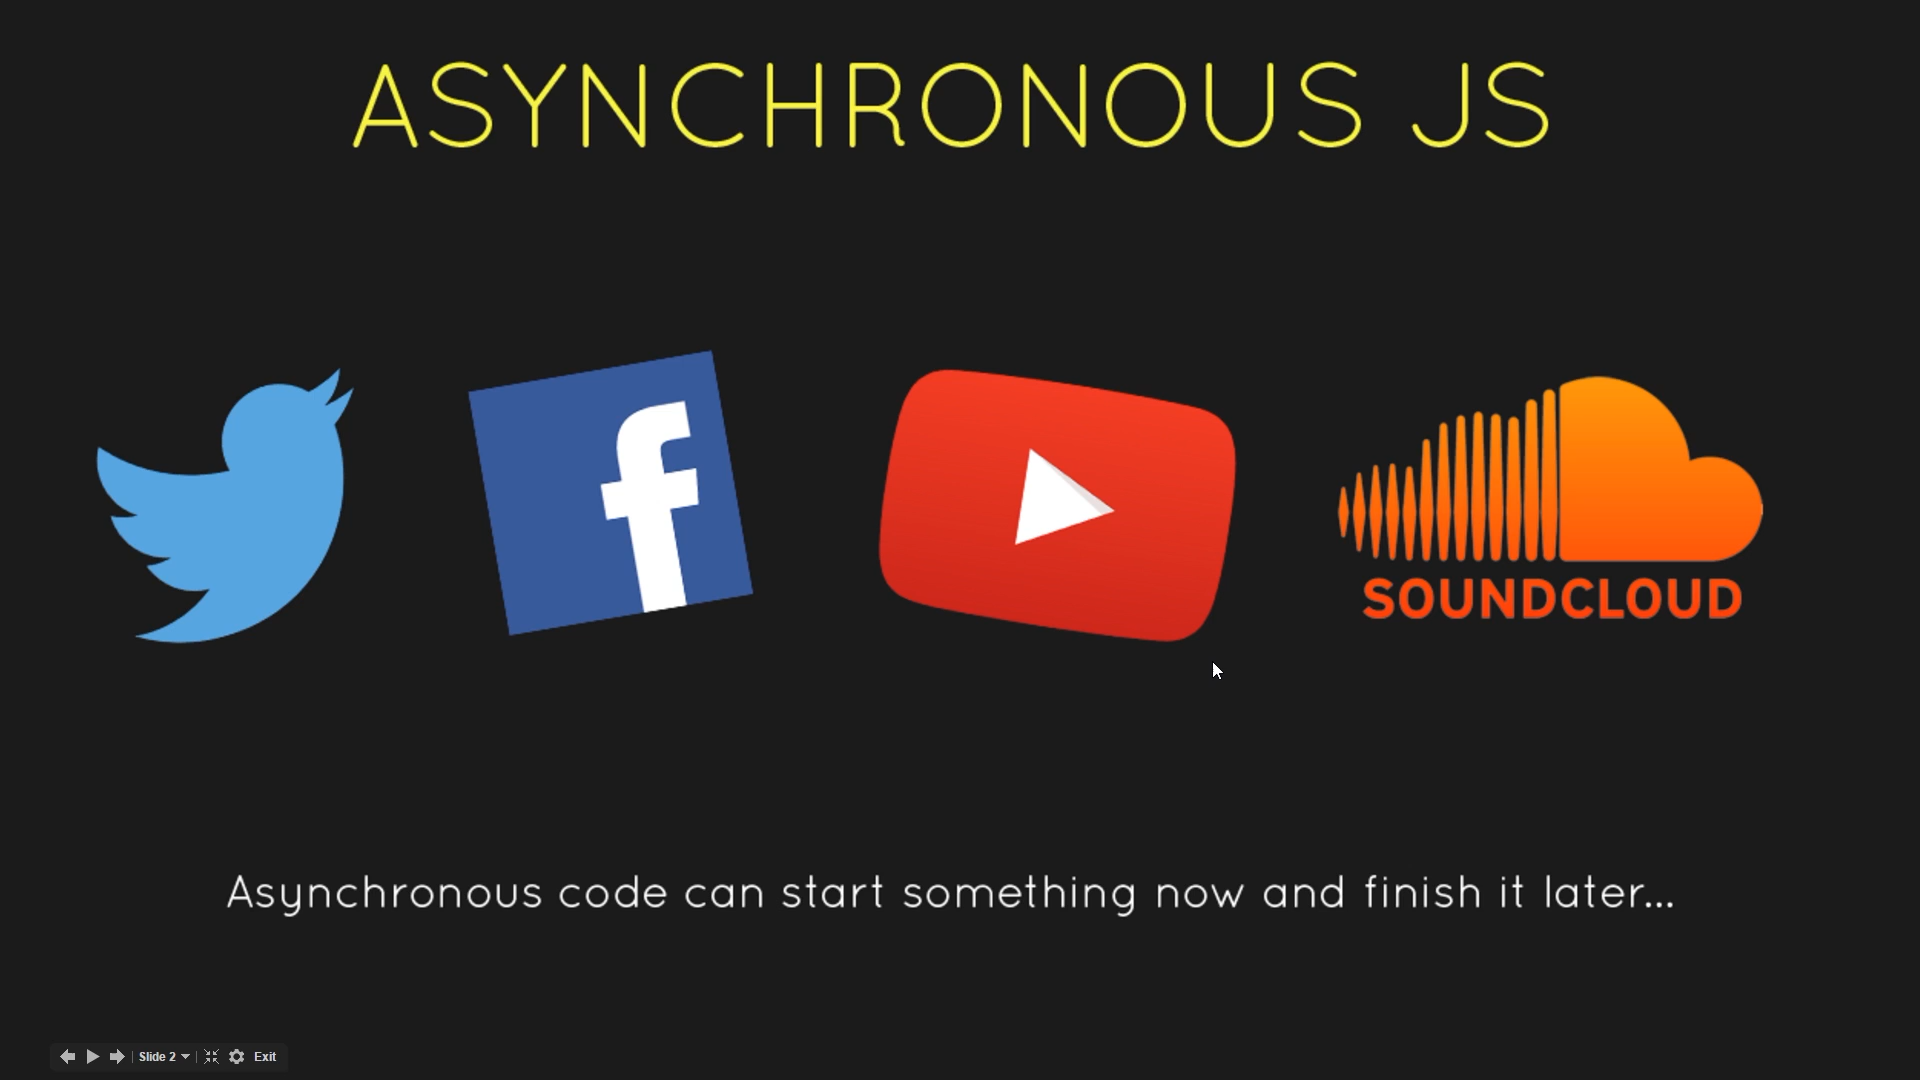 ASYNCHRONOUS JS
f
SOUNDCLOUD
Asynchronous code can start something now and finish it later...
Slide 2
Exit